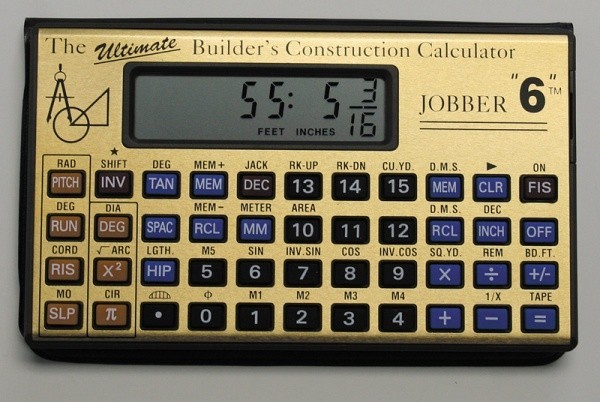 The Ultimate Builder's Construction Calculator
55: 5 3/16
FEET INCHES
JOBBER "6"™
RAD SHIFT DEG MEM+ JACK RK-UP RK-DN CU.YD. D.M.S. ON
PITCH INV TAN MEM DEC 13 14 15 MEM CLR FIS
DEG DIA MEM- METER AREA D.M.S. DEC
RUN DEG SPAC RCL MM 10 11 12 RCL INCH OFF
CORD √ARC LGTH. M5 SIN INV.SIN COS INV.COS SQ.YD. REM BD.FT.
RIS X² HIP 5 6 7 8 9 X ÷ +/-
MO CIR Φ M1 M2 M3 M4 1/X TAPE
SLP π • 0 1 2 3 4 + − =